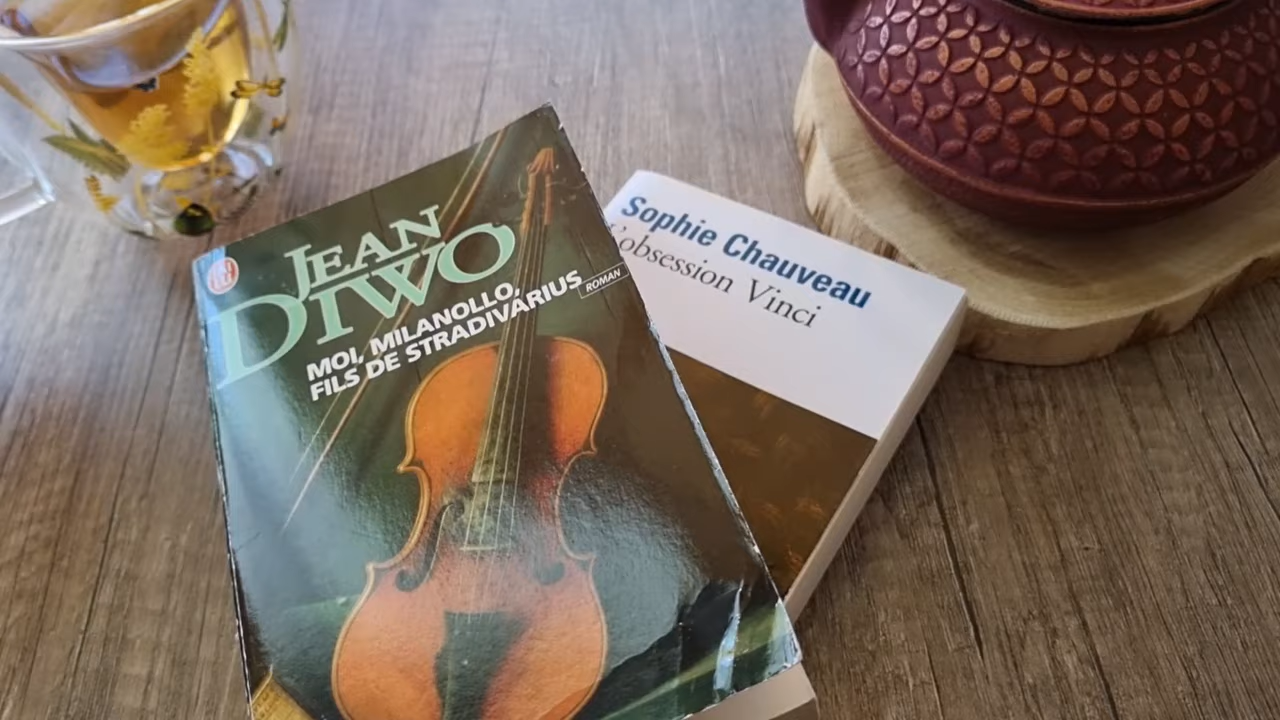 JEAN
DIWO
MOI, MILANOLLO,
FILS DE STRADIVARIUS
ROMAN
Sophie Chauveau
L'obsession Vinci